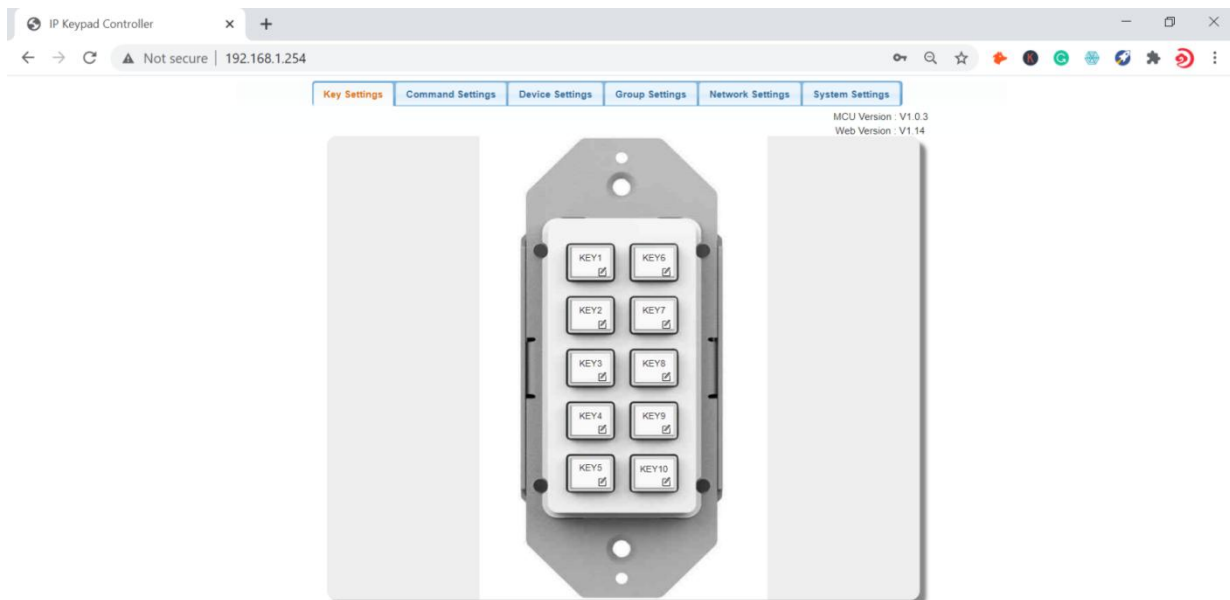 IP Keypad Controller
Not secure | 192.168.1.254
Key Settings Command Settings Device Settings Group Settings Network Settings System Settings
MCU Version : V1.0.3
Web Version : V1.14
KEY1 KEY6
KEY2 KEY7
KEY3 KEY8
KEY4 KEY9
KEY5 KEY10